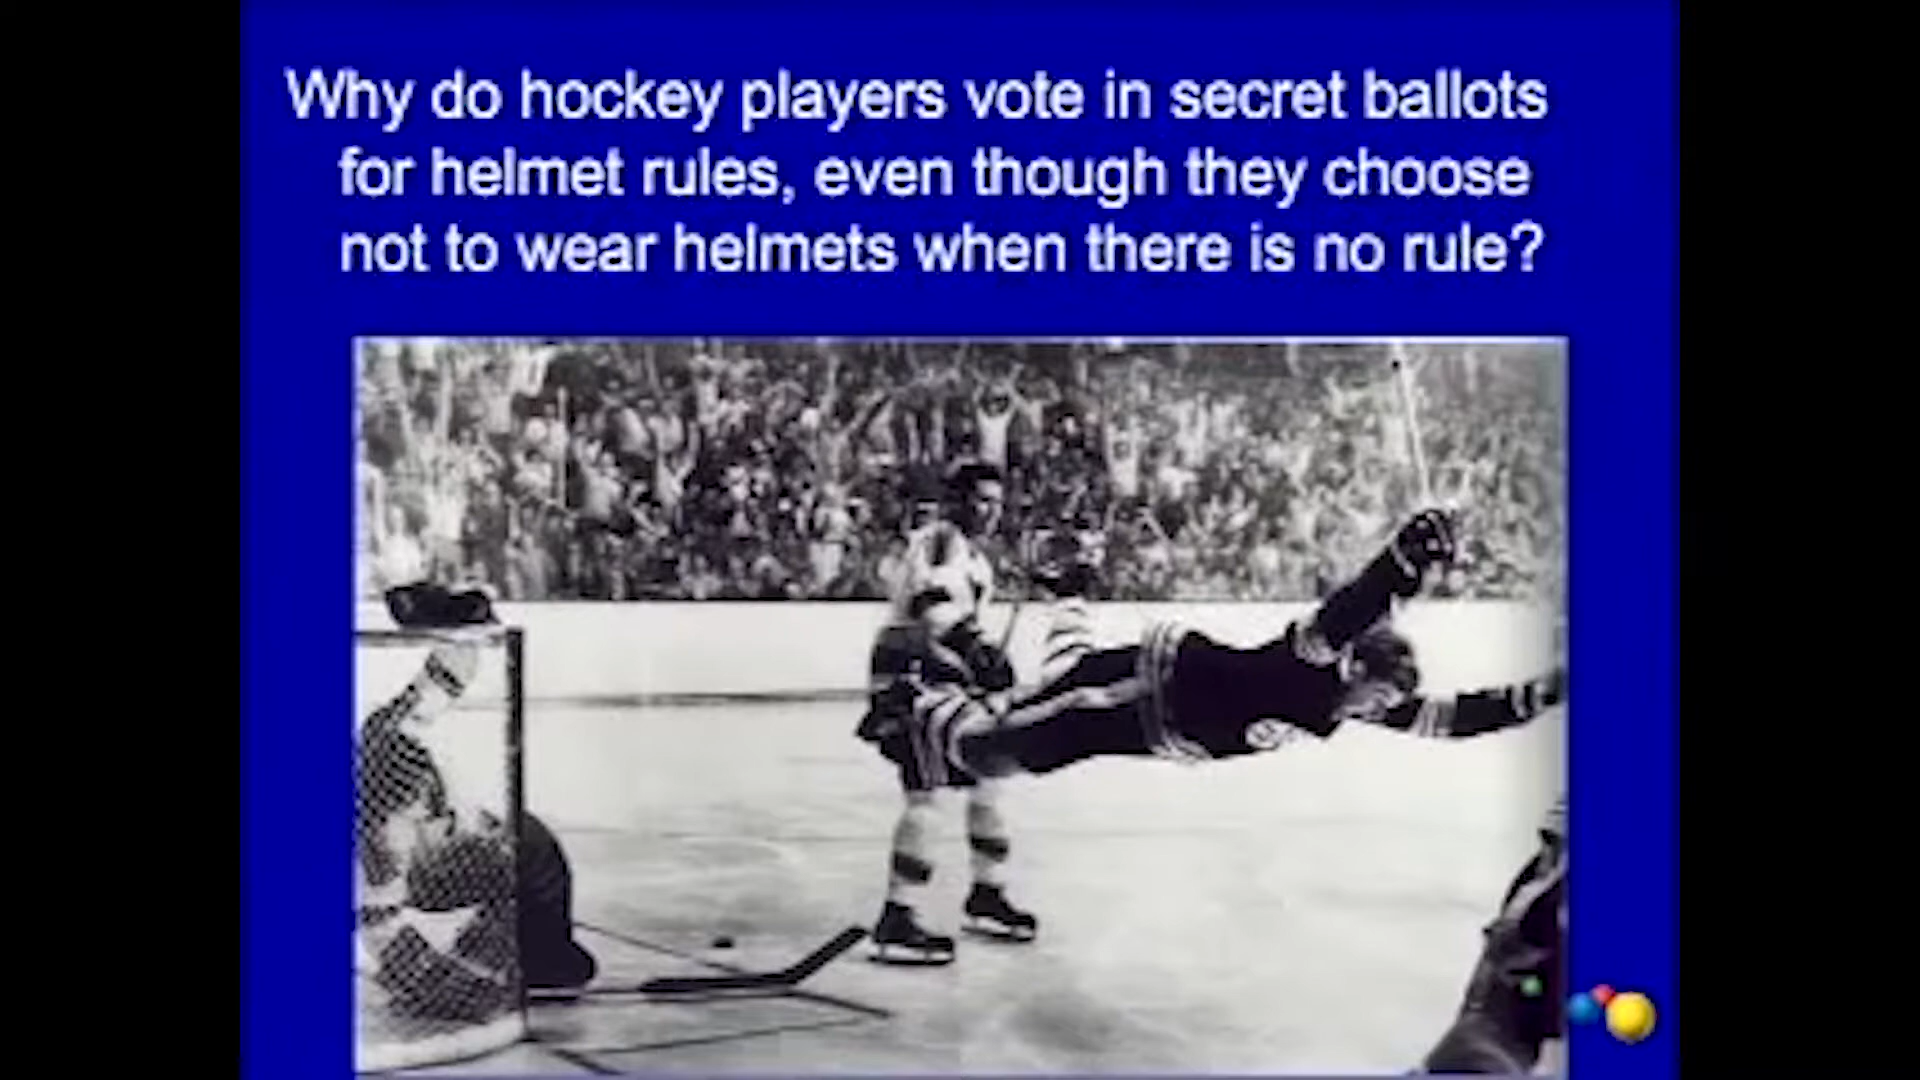 Why do hockey players vote in secret ballots
for helmet rules, even though they choose
not to wear helmets when there is no rule?